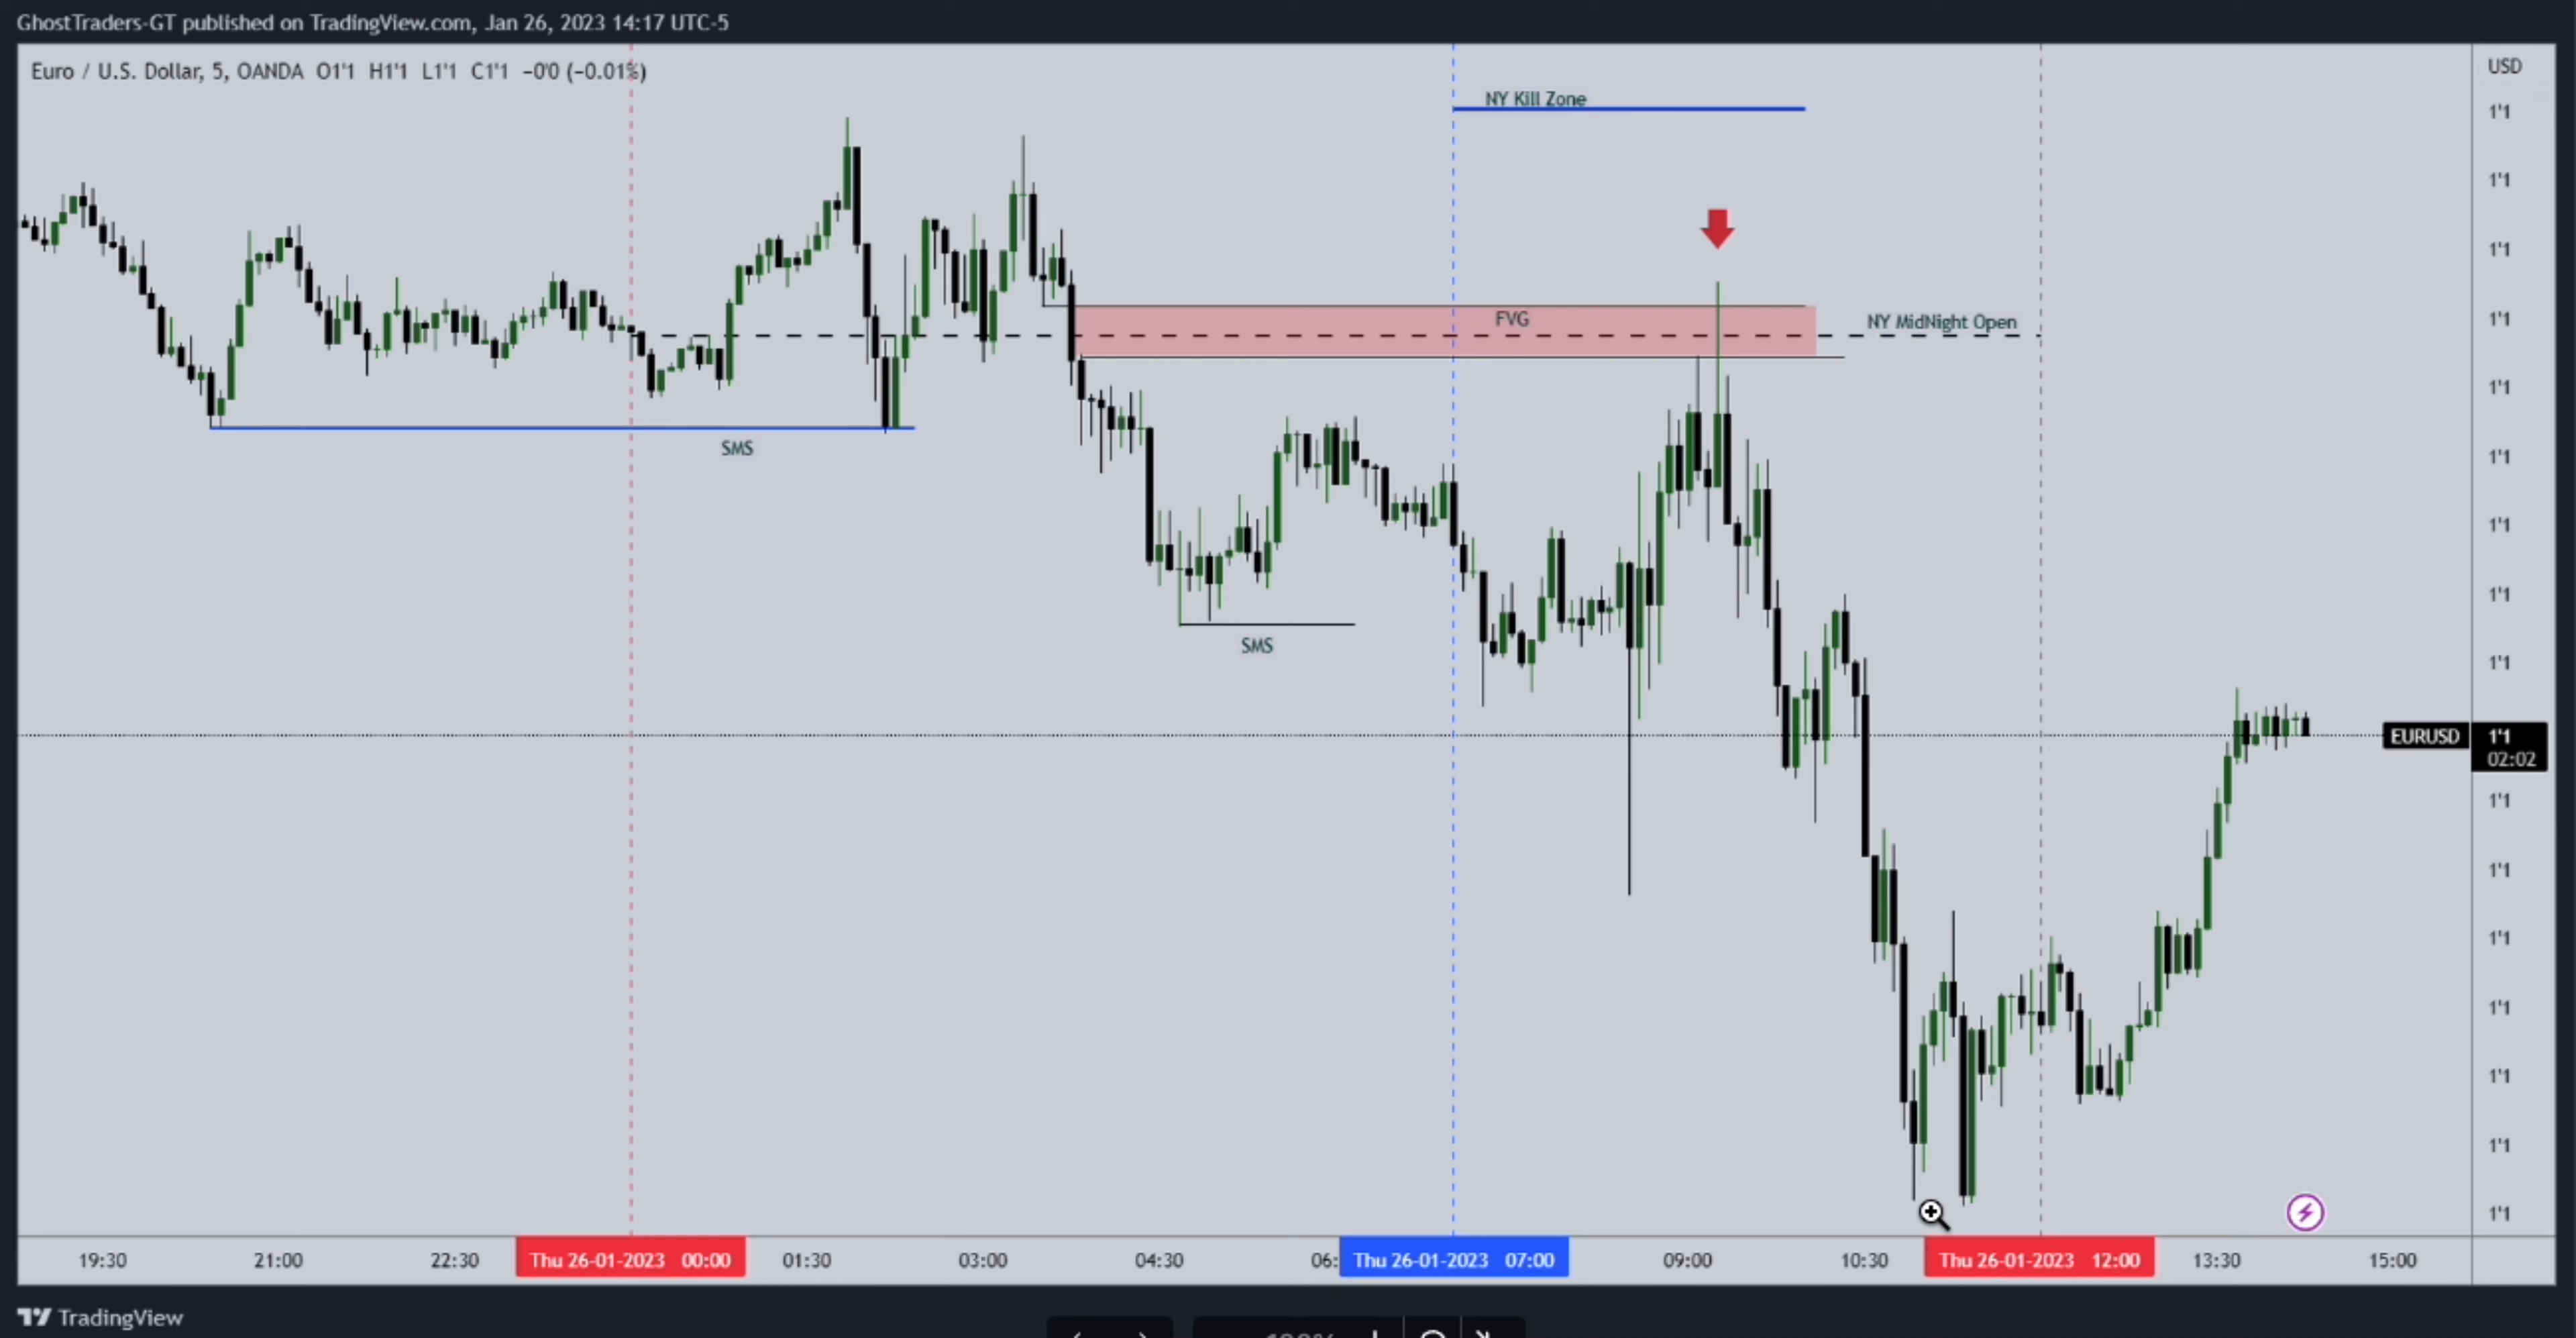 GhostTraders-GT published on TradingView.com, Jan 26, 2023 14:17 UTC-5
Euro / U.S. Dollar, 5, OANDA O1'1 H1'1 L1'1 C1'1 −0'0 (−0.01%)
USD
NY Kill Zone
1'1
1'1
1'1
FVG
NY MidNight Open
1'1
1'1
SMS
1'1
1'1
1'1
SMS
1'1
EURUSD
1'1
02:02
1'1
1'1
1'1
1'1
1'1
1'1
1'1
19:30 21:00 22:30 Thu 26-01-2023 00:00 01:30 03:00 04:30 06: Thu 26-01-2023 07:00 09:00 10:30 Thu 26-01-2023 12:00 13:30 15:00
TradingView